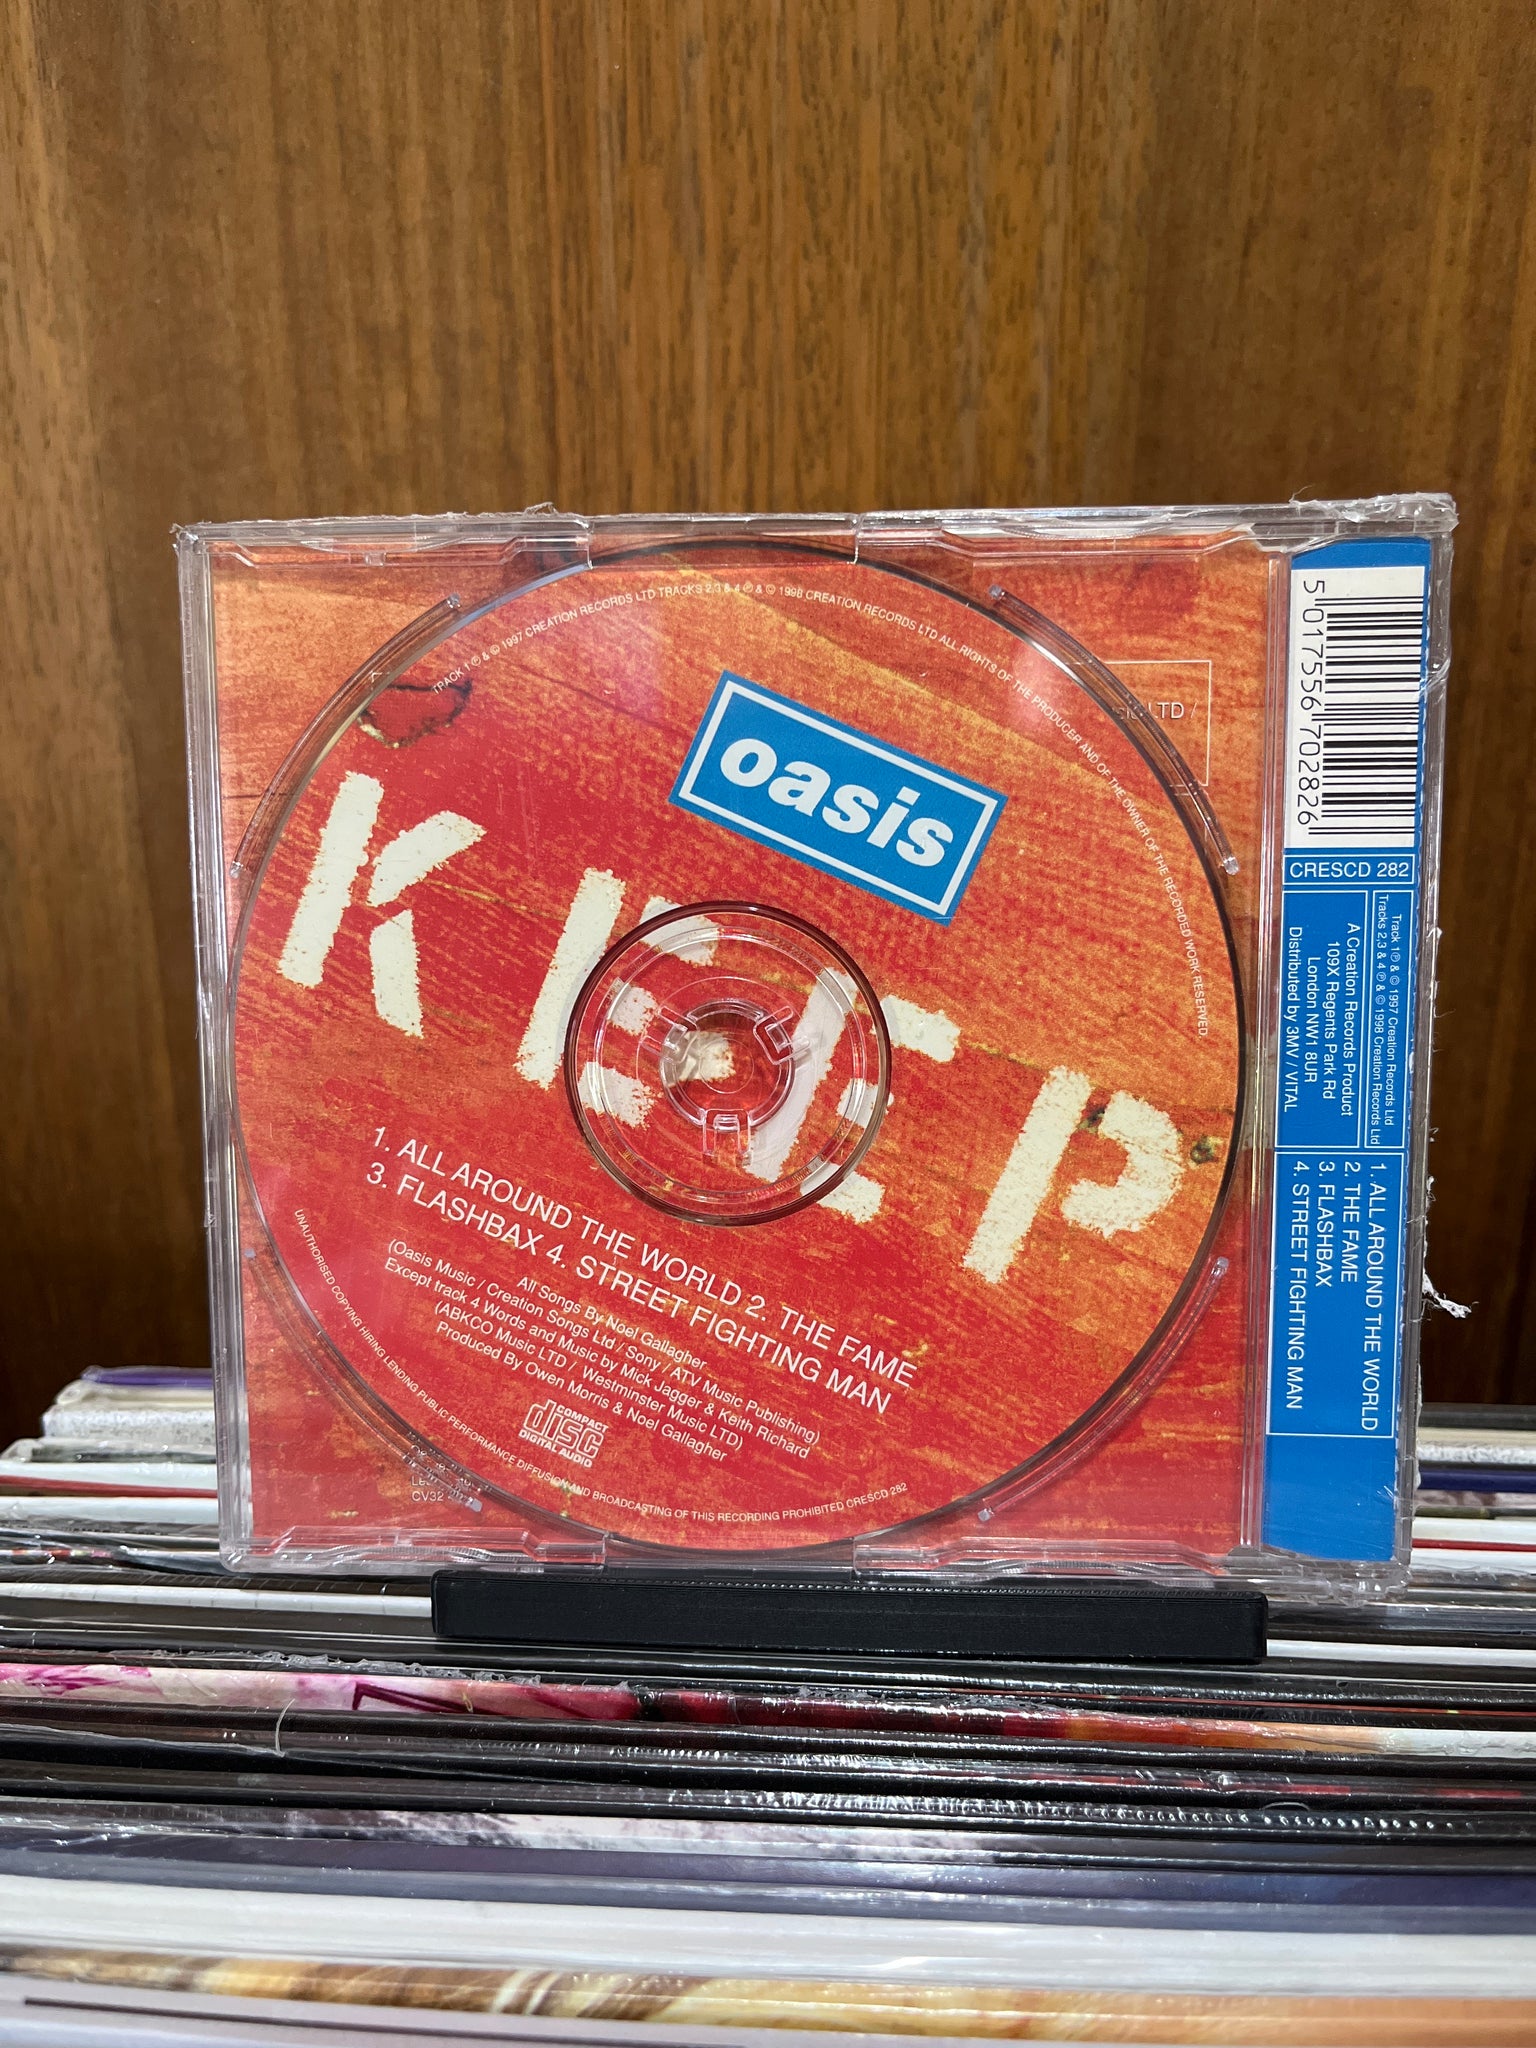 TRACK 1 ℗ & © 1997 CREATION RECORDS LTD TRACKS 2,3 & 4 ℗ & © 1998 CREATION RECORDS LTD ALL RIGHTS OF THE PRODUCER AND OF THE OWNER OF THE RECORDED WORK RESERVED
oasis
KEEP
1. ALL AROUND THE WORLD 2. THE FAME
3. FLASHBAX 4. STREET FIGHTING MAN
All Songs By Noel Gallagher
(Oasis Music / Creation Songs Ltd / Sony / ATV Music Publishing)
Except track 4 Words and Music by Mick Jagger & Keith Richard
(ABKCO Music LTD / Westminster Music LTD)
Produced By Owen Morris & Noel Gallagher
COMPACT
disc
DIGITAL AUDIO
UNAUTHORISED COPYING HIRING LENDING PUBLIC PERFORMANCE DIFFUSION AND BROADCASTING OF THIS RECORDING PROHIBITED CRESCD 282
LTD /
CV32
5 017556 702826
CRESCD 282
Track 1 ℗ & © 1997 Creation Records Ltd
Tracks 2,3 & 4 ℗ & © 1998 Creation Records Ltd
A Creation Records Product
109X Regents Park Rd
London NW1 8UR
Distributed by 3MV / VITAL
1. ALL AROUND THE WORLD
2. THE FAME
3. FLASHBAX
4. STREET FIGHTING MAN